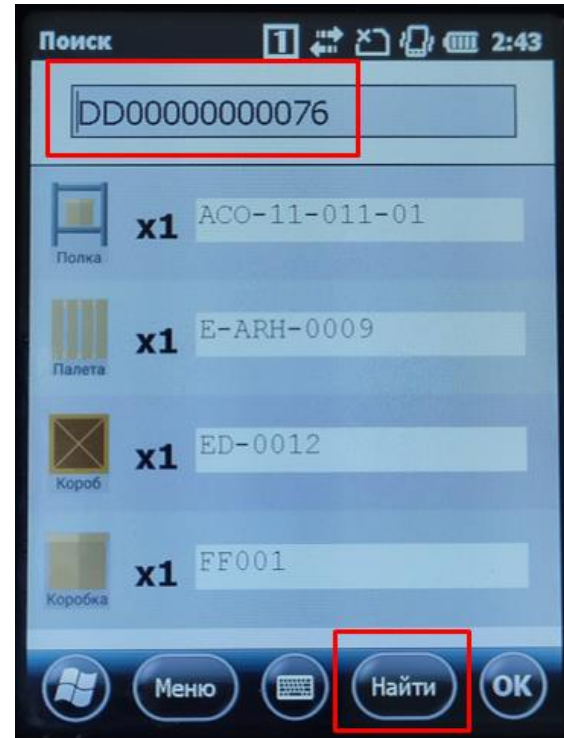 Поиск 1 2:43
DD00000000076
x1 ACO-11-011-01
Полка
x1 E-ARH-0009
Палета
x1 ED-0012
Короб
x1 FF001
Коробка
Меню Найти OK